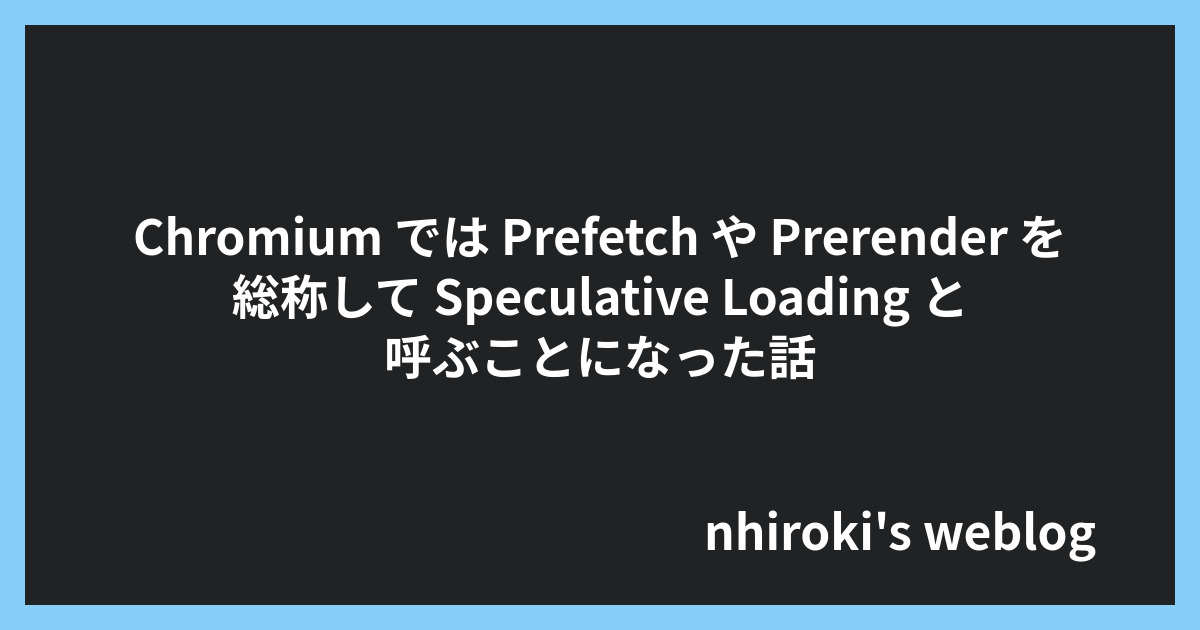 Chromium では Prefetch や Prerender を
総称して Speculative Loading と
呼ぶことになった話
nhiroki's weblog